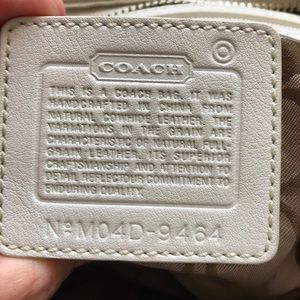 COACH
THIS IS A COACH BAG. IT WAS
HANDCRAFTED IN CHINA FROM
NATURAL COWHIDE LEATHER. THE
VARIATIONS IN THE GRAIN ARE
CHARACTERISTIC OF NATURAL FULL-
GRAIN LEATHER. ITS SUPERIOR
CRAFTSMANSHIP AND ATTENTION TO
DETAIL REFLECT OUR COMMITMENT TO
ENDURING QUALITY.
Nº M04D-9464